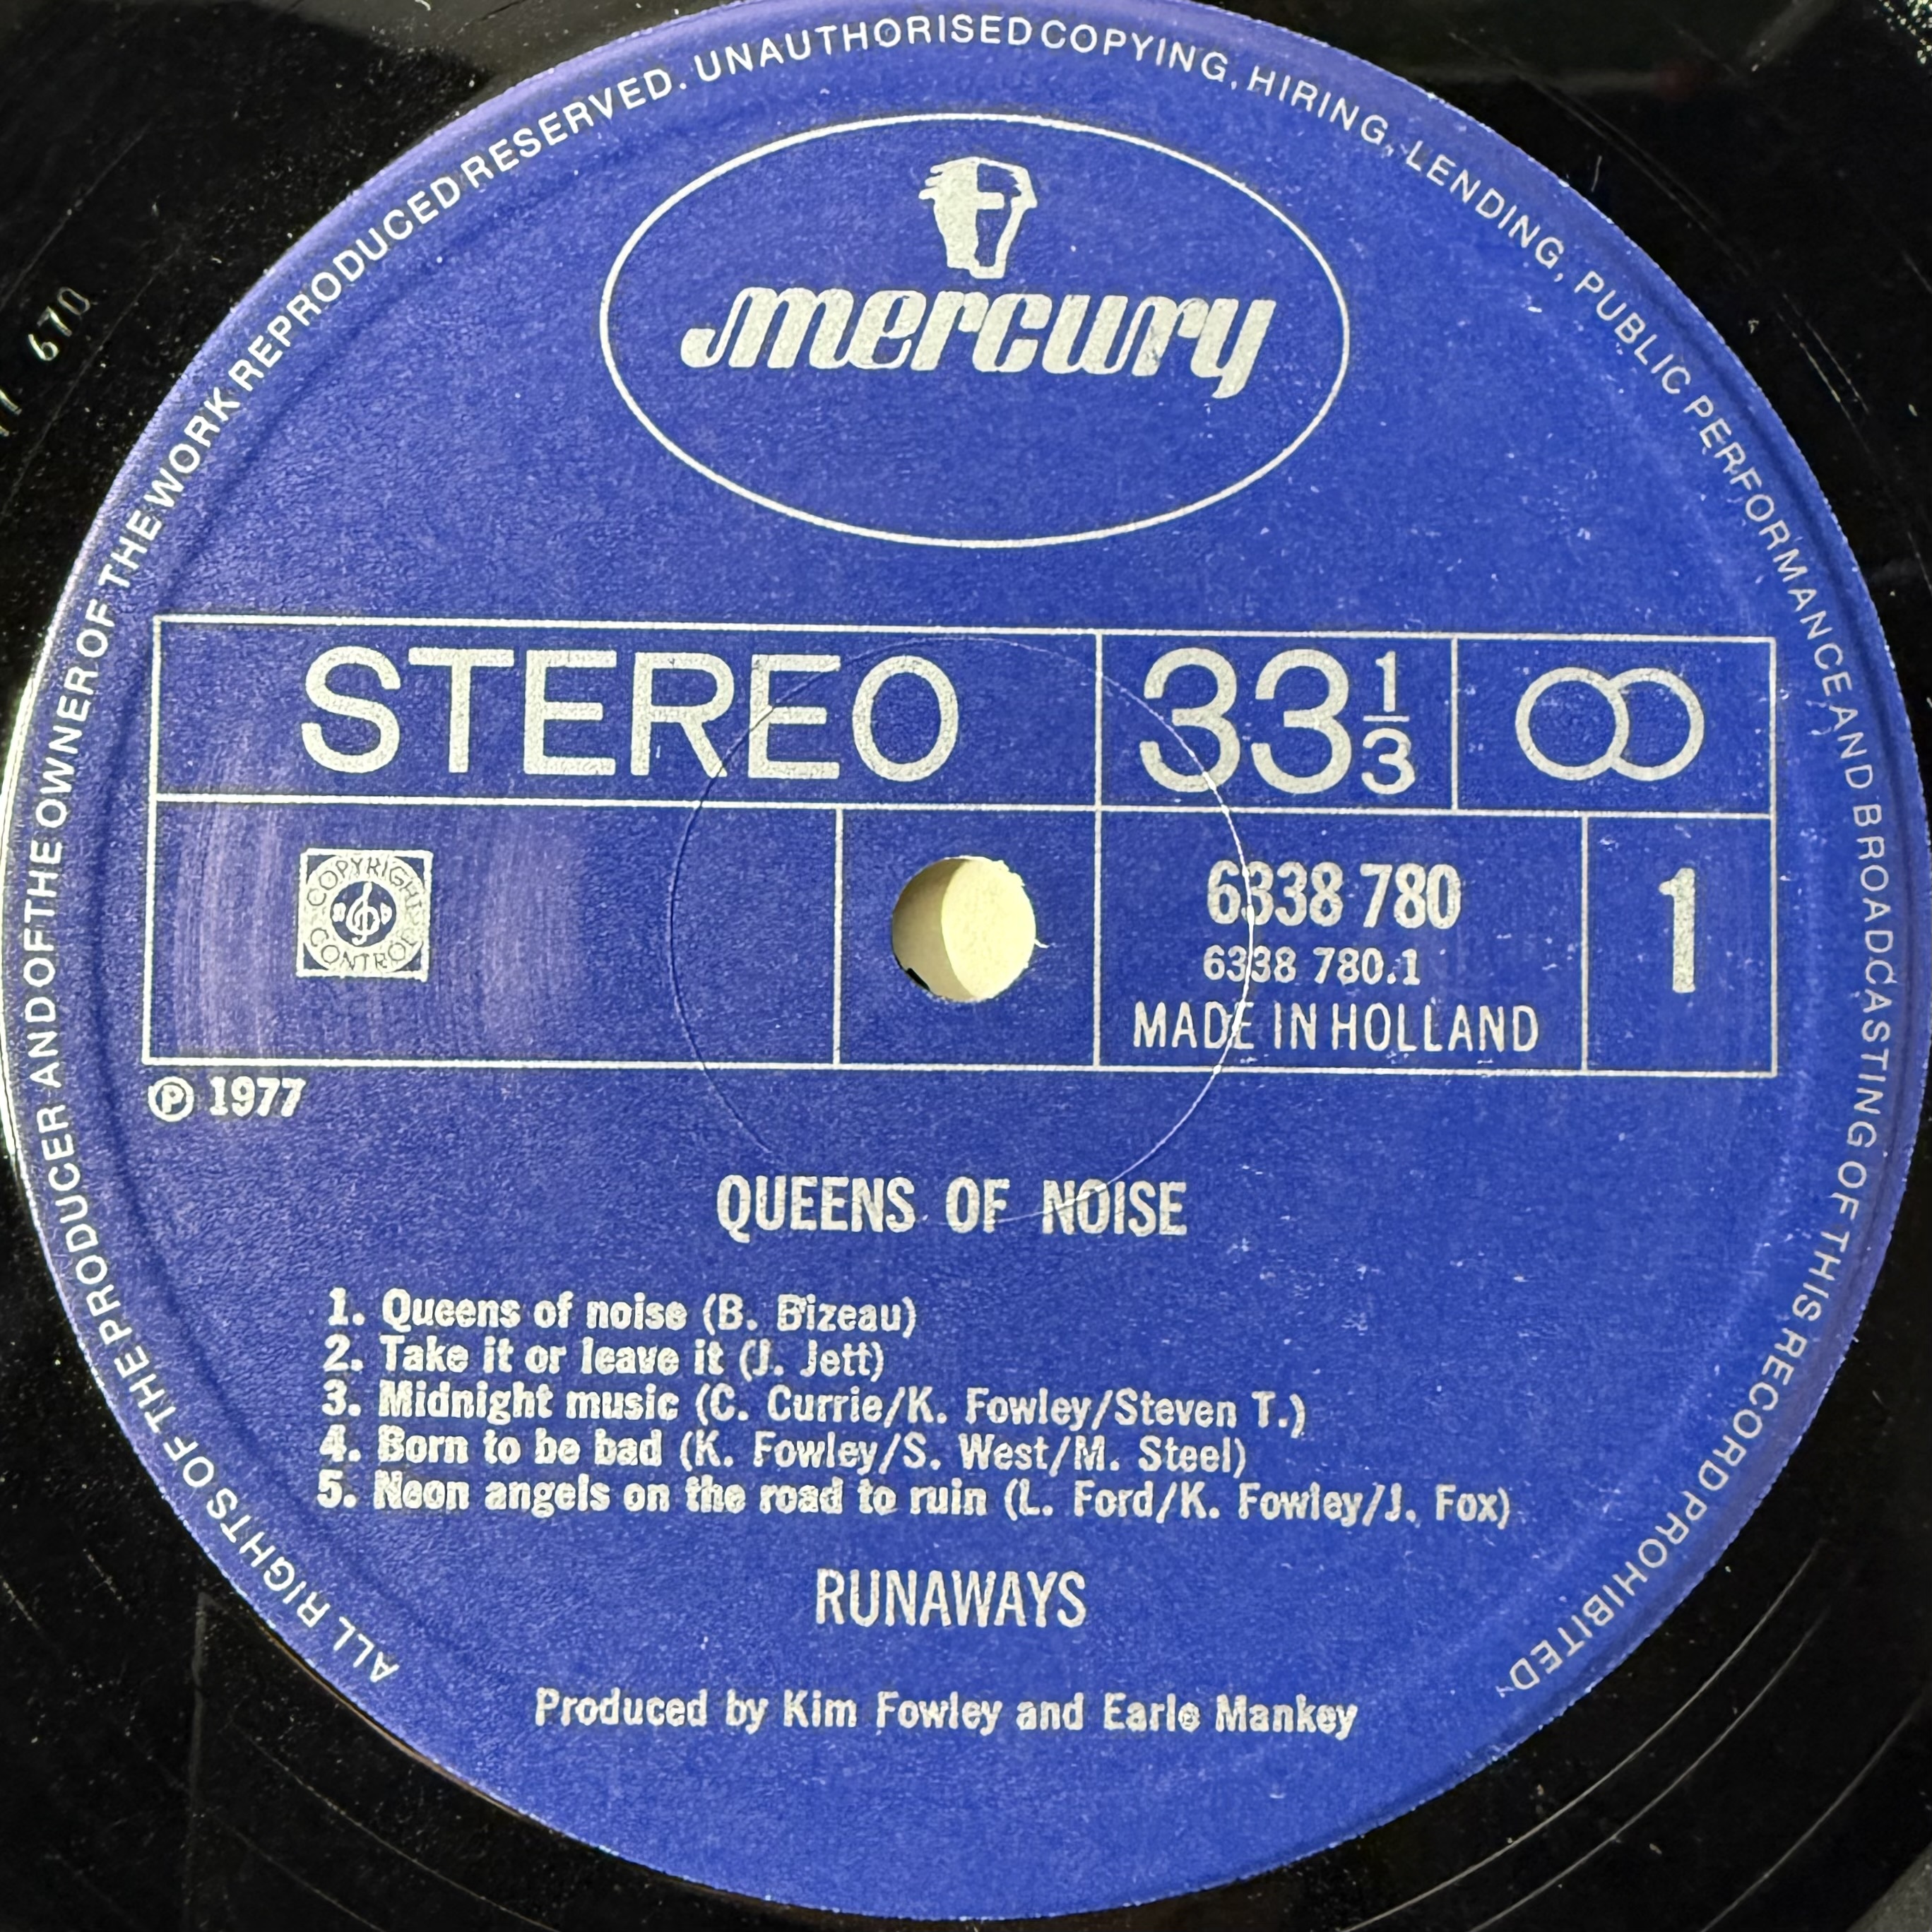 ALL RIGHTS OF THE PRODUCER AND OF THE OWNER OF THE WORK REPRODUCED RESERVED. UNAUTHORISED COPYING, HIRING, LENDING, PUBLIC PERFORMANCE AND BROADCASTING OF THIS RECORD PROHIBITED
mercury
STEREO 33 1/3
COPYRIGHT CONTROL
6338 780 1
6338 780.1
MADE IN HOLLAND
Ⓟ 1977
QUEENS OF NOISE
1. Queens of noise (B. Bizeau)
2. Take it or leave it (J. Jett)
3. Midnight music (C. Currie/K. Fowley/Steven T.)
4. Born to be bad (K. Fowley/S. West/M. Steel)
5. Neon angels on the road to ruin (L. Ford/K. Fowley/J. Fox)
RUNAWAYS
Produced by Kim Fowley and Earle Mankey
670